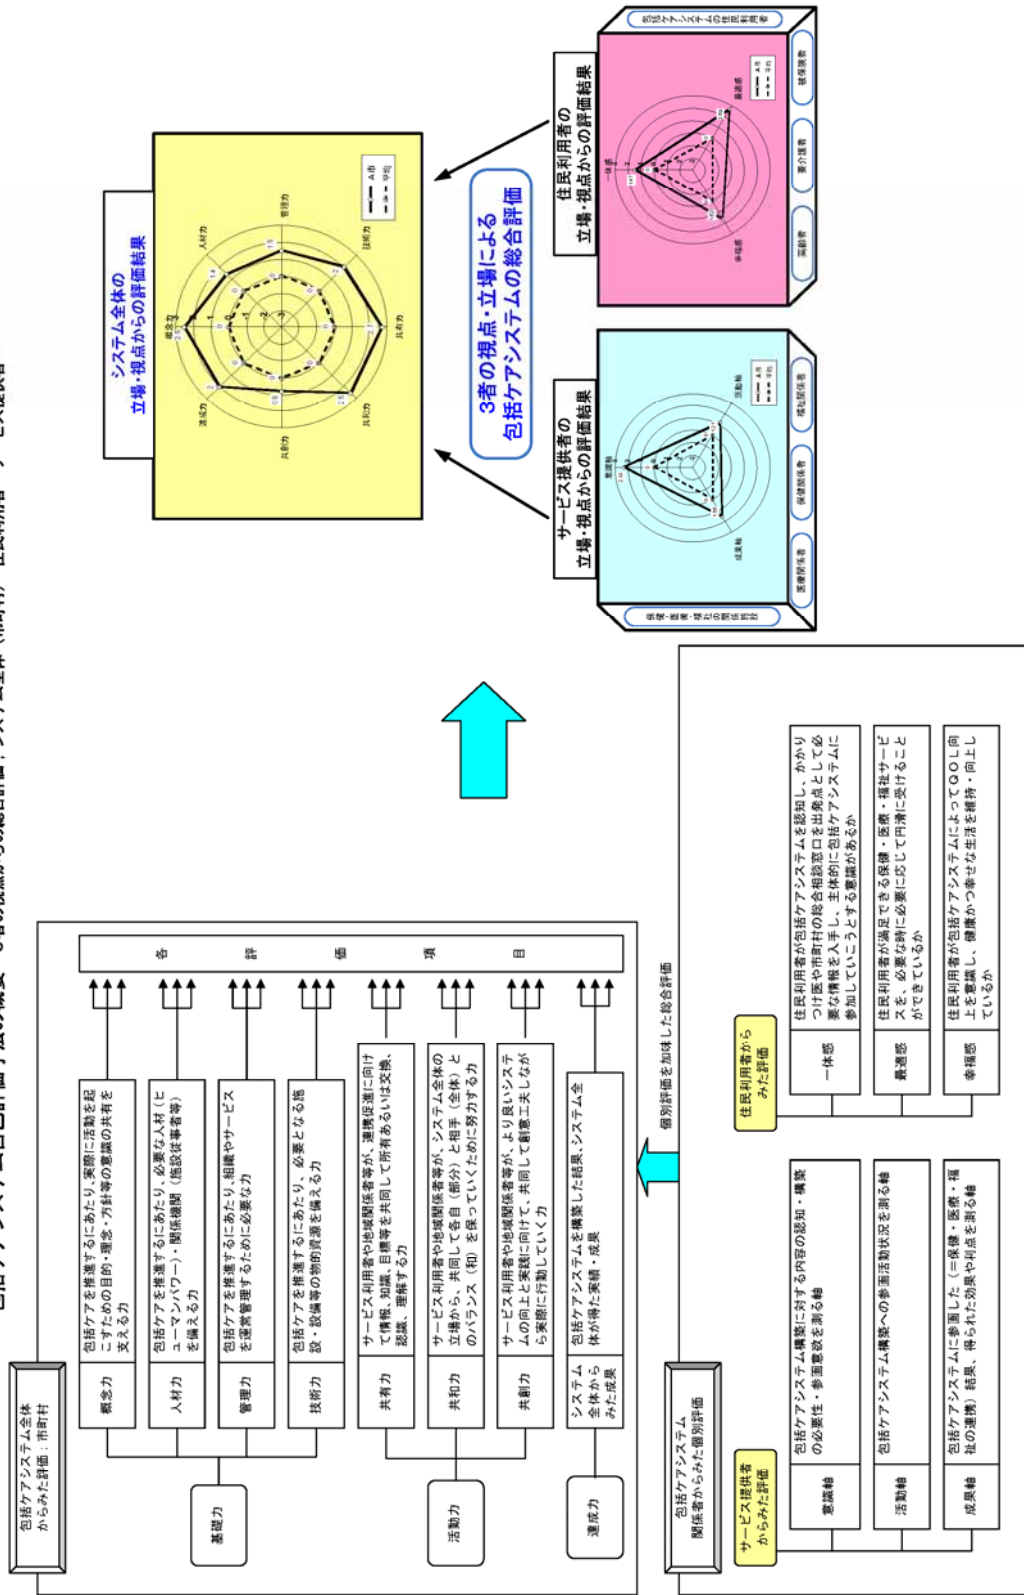 包括ケアシステム全体
からみた評価：市町村
基礎力
概念力
包括ケアを推進するにあたり、実際に活動を起
こすための目的・理念・方針等の意識の共有を
支える力
人材力
包括ケアを推進するにあたり、必要な人材（ヒ
ューマンパワー）・関係機関（施設従事者等）
を備える力
管理力
包括ケアを推進するにあたり、組織やサービス
を運営管理するために必要な力
技術力
包括ケアを推進するにあたり、必要となる施
設・設備等の物的資源を備える力
活動力
共有力
サービス利用者や地域関係者等が、連携促進に向け
て情報、知識、目標等を共同して所有あるいは交換、
認識、理解する力
共和力
サービス利用者や地域関係者等が、システム全体の
立場から、共同して各自（部分）と相手（全体）と
のバランス（和）を保っていくために努力する力
共創力
サービス利用者や地域関係者等が、より良いシステ
ムの向上と実践に向けて、共同して創意工夫しなが
ら実際に行動していく力
達成力
システム
全体から
みた成果
包括ケアシステムを構築した結果、システム全
体が得た実績・成果
各評価項目
個別評価を加味した総合評価
包括ケアシステム
関係者からみた個別評価
サービス提供者
からみた評価
意識軸
包括ケアシステム構築に対する内容の認知・構築
の必要性・参画意欲を測る軸
活動軸
包括ケアシステム構築への参画活動状況を測る軸
成果軸
包括ケアシステムに参画した（＝保健・医療・福
祉の連携）結果、得られた効果や利点を測る軸
住民利用者から
みた評価
一体感
住民利用者が包括ケアシステムを認知し、かかり
つけ医や市町村の総合相談窓口を出発点として必
要な情報を入手し、主体的に包括ケアシステムに
参加していこうとする意識があるか
最適感
住民利用者が満足できる保健・医療・福祉サービ
スを、必要な時に必要に応じて円滑に受けること
ができているか
幸福感
住民利用者が包括ケアシステムによってQOL向
上を意識し、健康かつ幸せな生活を維持・向上し
ているか
システム全体の
立場・視点からの評価結果
概念力
人材力
管理力
技術力
共有力
共和力
共創力
達成力
A市
平均
3者の視点・立場による
包括ケアシステムの総合評価
サービス提供者の
立場・視点からの評価結果
意識軸
活動軸
成果軸
A市
平均
保健・医療・福祉の関係施設
医療関係者
保健関係者
福祉関係者
住民利用者の
立場・視点からの評価結果
一体感
最適感
幸福感
A市
平均
包括ケアシステムの住民利用者
高齢者
要介護者
被保険者